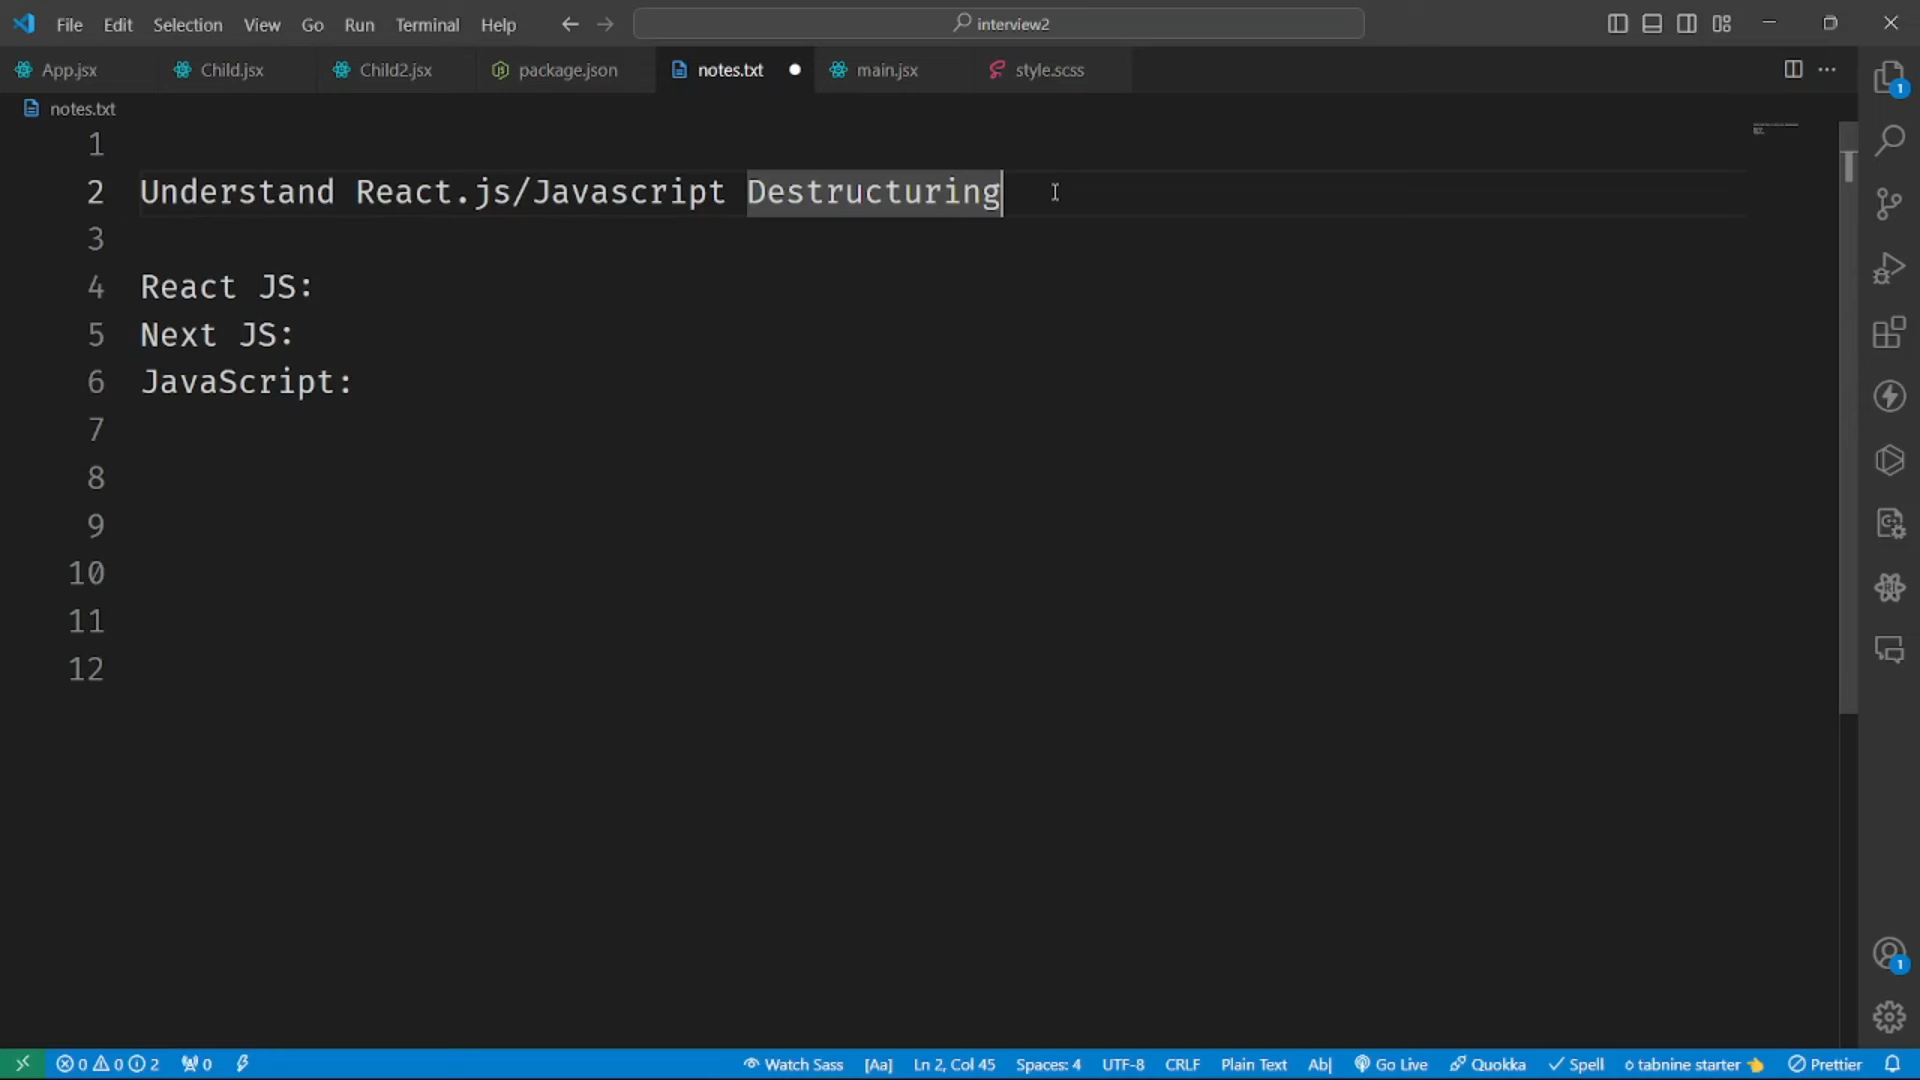 File Edit Selection View Go Run Terminal Help interview2
App.jsx Child.jsx Child2.jsx package.json notes.txt main.jsx style.scss
notes.txt
1
2 Understand React.js/Javascript Destructuring
3
4 React JS:
5 Next JS:
6 JavaScript:
7
8
9
10
11
12
1
1
0 0 2 0 Watch Sass [Aa] Ln 2, Col 45 Spaces: 4 UTF-8 CRLF Plain Text Ab| Go Live Quokka Spell tabnine starter Prettier